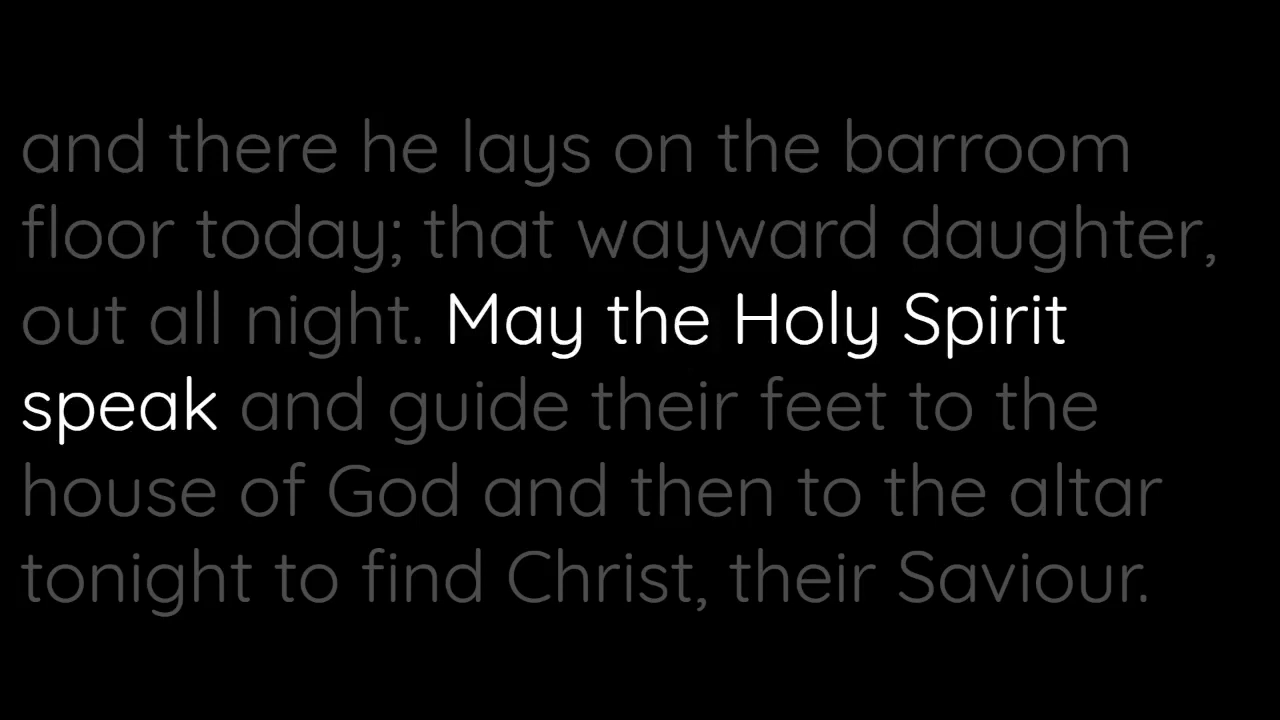 and there he lays on the barroom
floor today; that wayward daughter,
out all night. May the Holy Spirit
speak and guide their feet to the
house of God and then to the altar
tonight to find Christ, their Saviour.